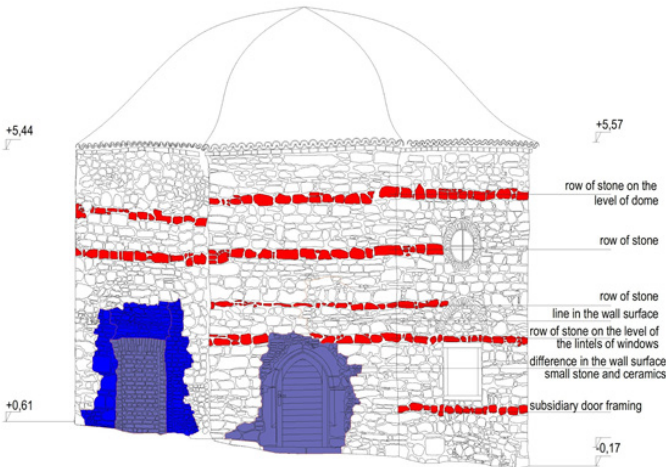 +5,44
+5,57
row of stone on the
level of dome
row of stone
row of stone
line in the wall surface
row of stone on the level of
the lintels of windows
difference in the wall surface
small stone and ceramics
subsidiary door framing
+0,61
-0,17